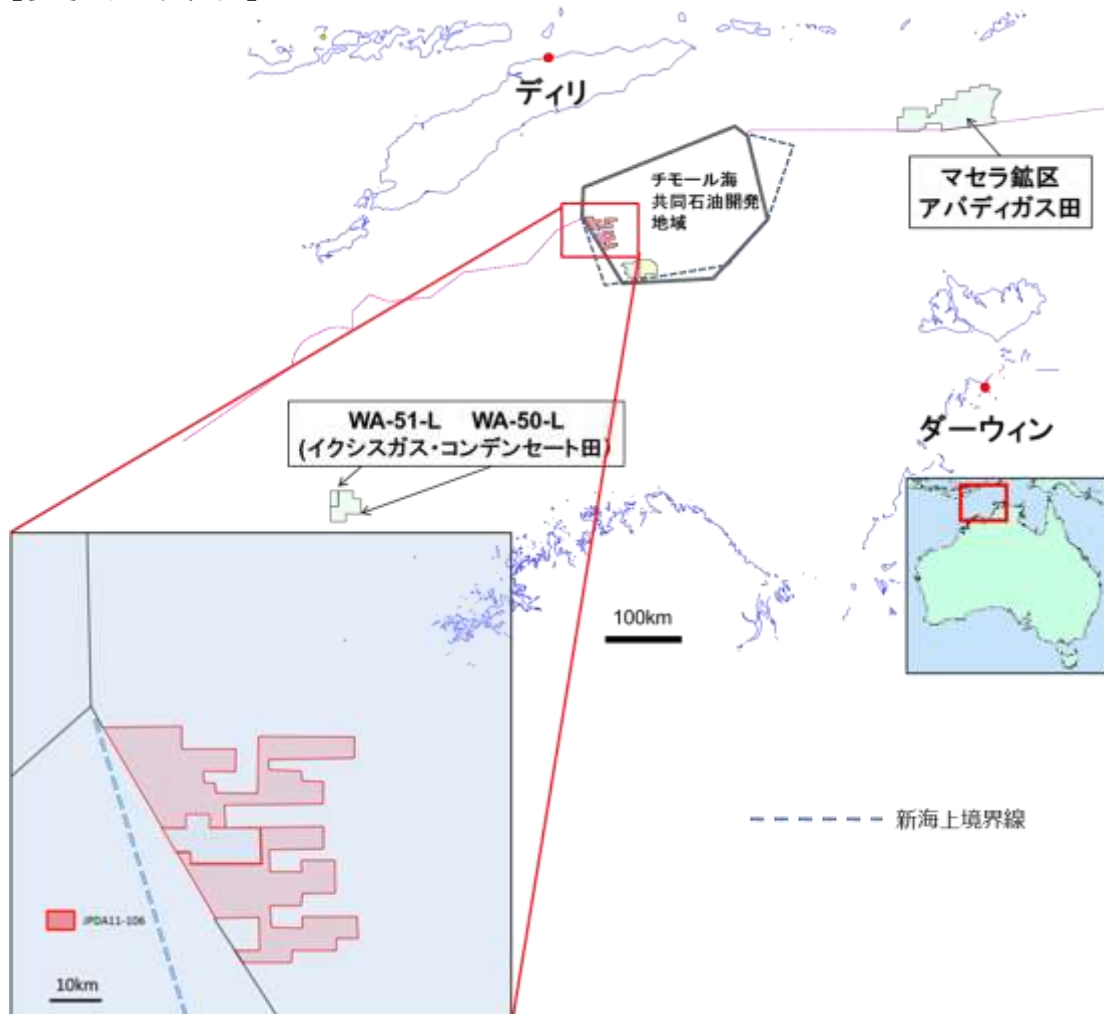 ディリ
チモール海
共同石油開発
地域
マセラ鉱区
アバディガス田
WA-51-L WA-50-L
(イクシスガス・コンデンセート田)
ダーウィン
100km
新海上境界線
JPDA11-106
10km